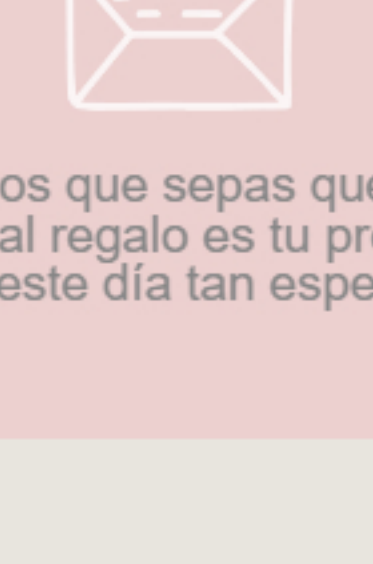 os que sepas que
al regalo es tu pr
este día tan espe